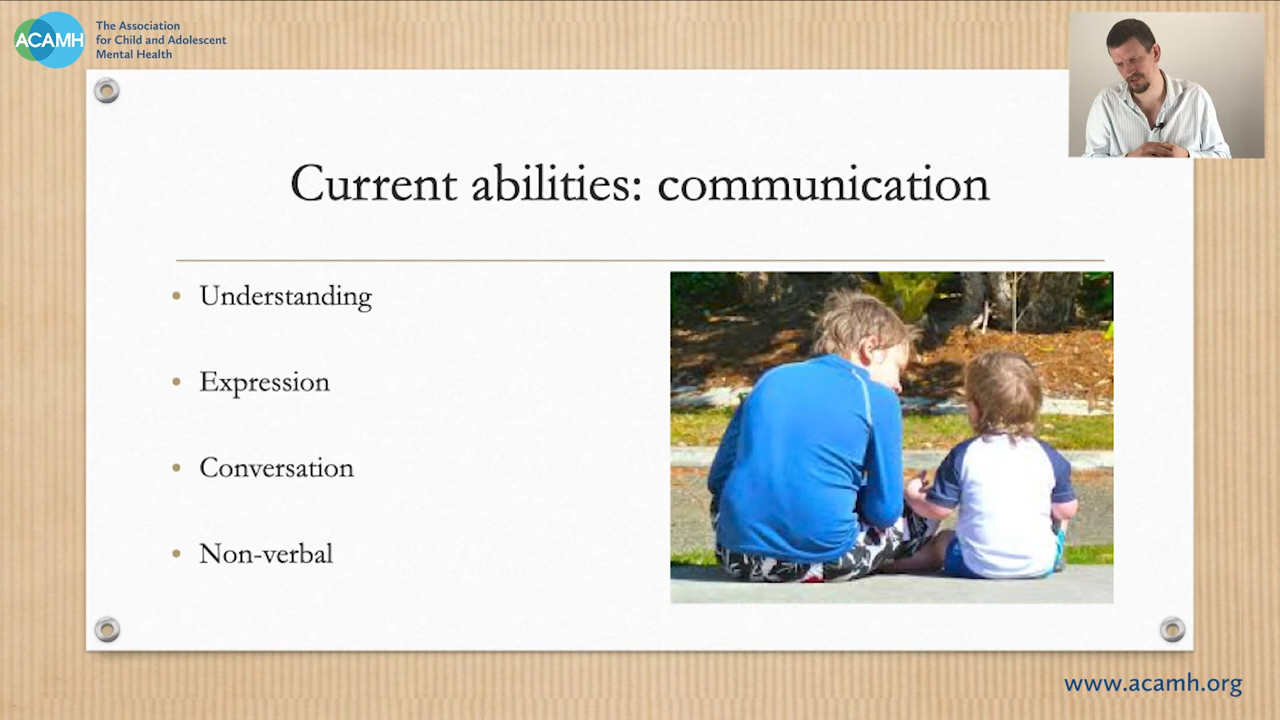 ACAMH
The Association
for Child and Adolescent
Mental Health
Current abilities: communication
• Understanding
• Expression
• Conversation
• Non-verbal
www.acamh.org